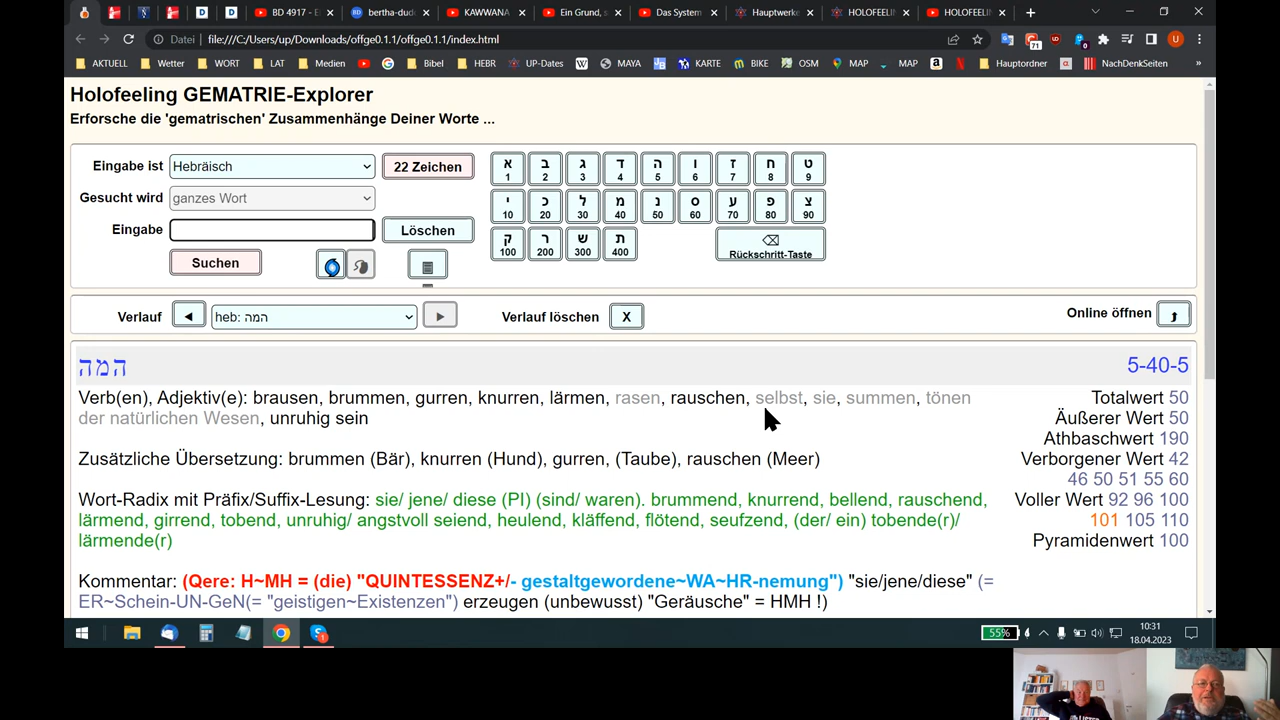 BD 4917 - E
bertha-dud
KAWWANA
Ein Grund, s
Das System
Hauptwerke
HOLOFEELIN
HOLOFEELIN
Datei | file:///C:/Users/up/Downloads/offge0.1.1/offge0.1.1/index.html
71
0
U
AKTUELL Wetter WORT LAT Medien Bibel HEBR UP-Dates MAYA KARTE BIKE OSM MAP MAP Hauptordner NachDenkSeiten »
Holofeeling GEMATRIE-Explorer
Erforsche die 'gematrischen' Zusammenhänge Deiner Worte ...
Eingabe ist Hebräisch 22 Zeichen
Gesucht wird ganzes Wort
Eingabe Löschen
Suchen
א ב ג ד ה ו ז ח ט
1 2 3 4 5 6 7 8 9
י כ ל מ נ ס ע פ צ
10 20 30 40 50 60 70 80 90
ק ר ש ת
100 200 300 400
Rückschritt-Taste
Verlauf heb: המה Verlauf löschen X Online öffnen
המה 5-40-5
Verb(en), Adjektiv(e): brausen, brummen, gurren, knurren, lärmen, rasen, rauschen, selbst, sie, summen, tönen
der natürlichen Wesen, unruhig sein
Zusätzliche Übersetzung: brummen (Bär), knurren (Hund), gurren, (Taube), rauschen (Meer)
Wort-Radix mit Präfix/Suffix-Lesung: sie/ jene/ diese (Pl) (sind/ waren). brummend, knurrend, bellend, rauschend,
lärmend, girrend, tobend, unruhig/ angstvoll seiend, heulend, kläffend, flötend, seufzend, (der/ ein) tobende(r)/
lärmende(r)
Kommentar: (Qere: H~MH = (die) "QUINTESSENZ+/- gestaltgewordene~WA~HR-nemung") "sie/jene/diese" (=
ER~Schein-UN-GeN(= "geistigen~Existenzen") erzeugen (unbewusst) "Geräusche" = HMH !)
Totalwert 50
Äußerer Wert 50
Athbaschwert 190
Verborgener Wert 42
46 50 51 55 60
Voller Wert 92 96 100
101 105 110
Pyramidenwert 100
55%
10:31
18.04.2023